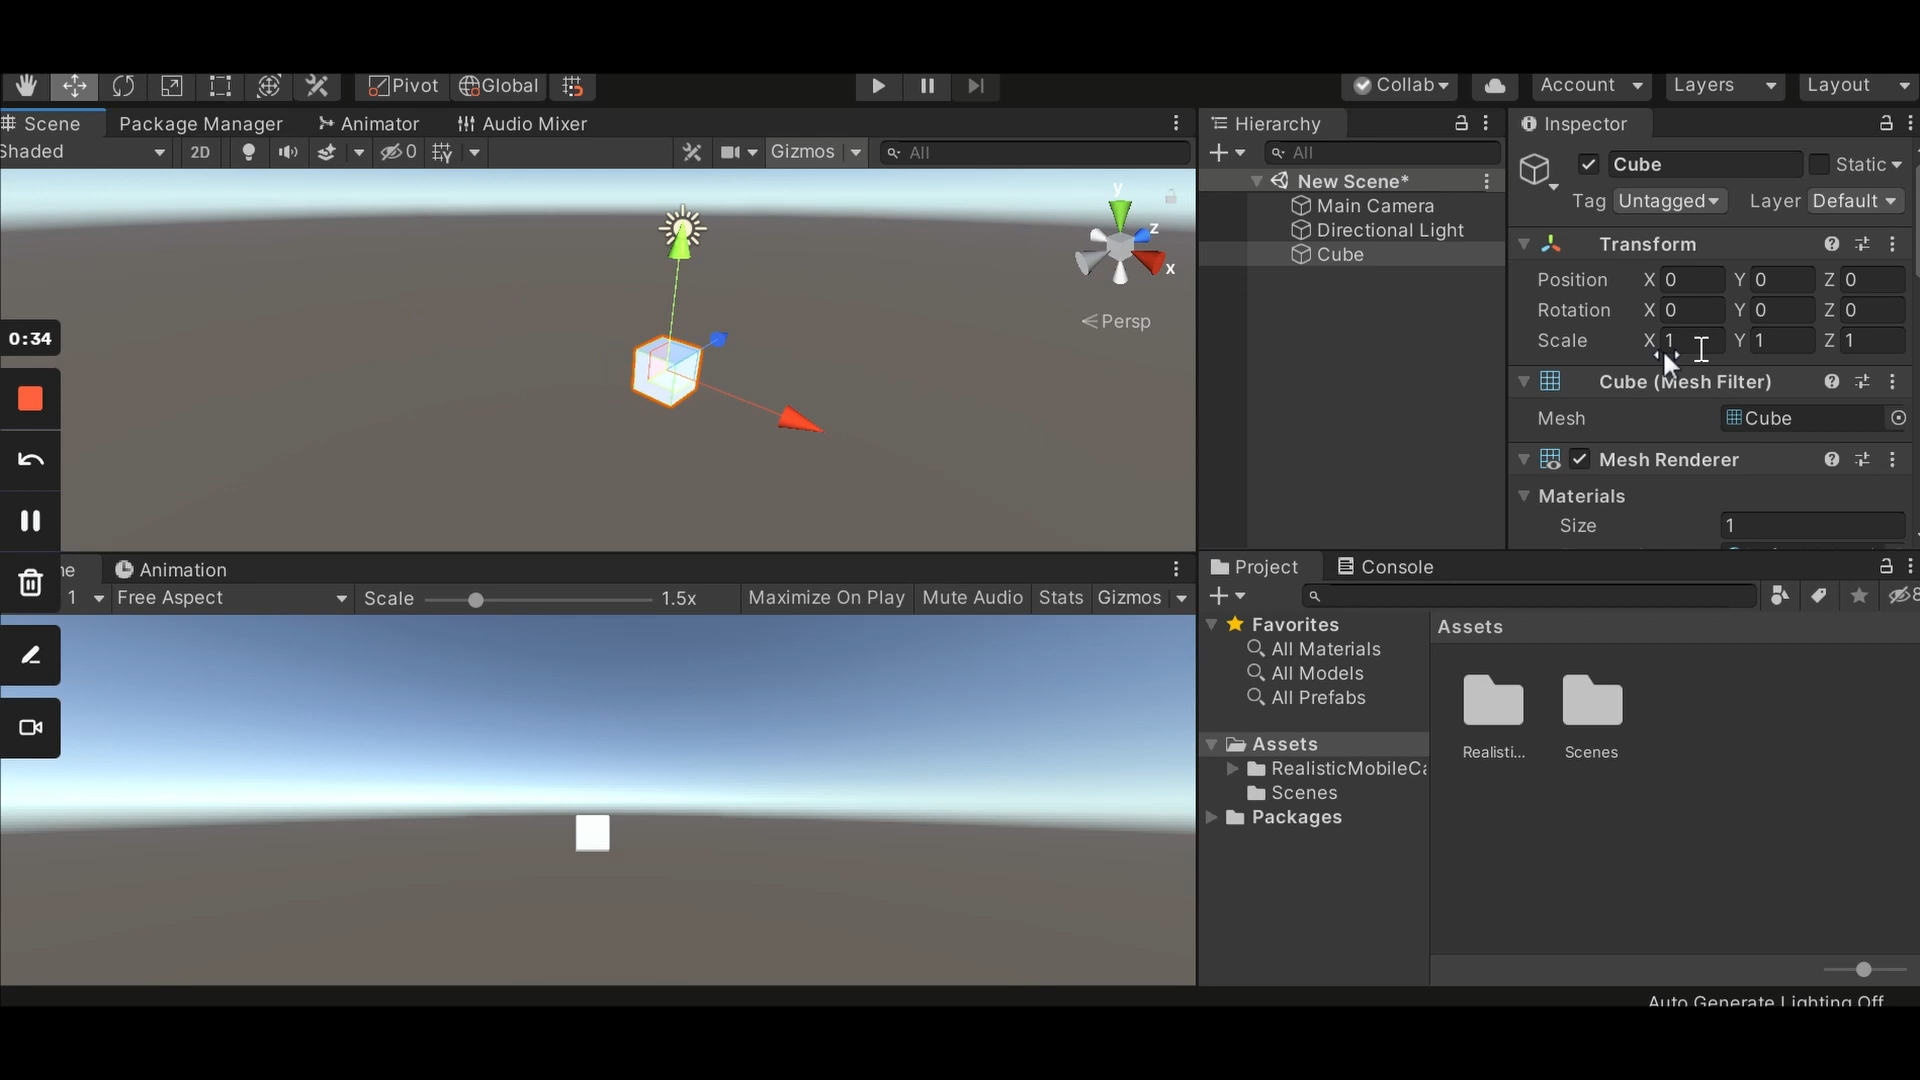 Pivot Global Collab Account Layers Layout
Scene Package Manager Animator Audio Mixer
Shaded 2D 0 Gizmos All
y
z
x
Persp
0:34
Hierarchy
All
New Scene*
Main Camera
Directional Light
Cube
Inspector
Cube Static
Tag Untagged Layer Default
Transform
Position X 0 Y 0 Z 0
Rotation X 0 Y 0 Z 0
Scale X 1 Y 1 Z 1
Cube (Mesh Filter)
Mesh Cube
Mesh Renderer
Materials
Size 1
me Animation
1 Free Aspect Scale 1.5x Maximize On Play Mute Audio Stats Gizmos
Project Console
8
Favorites
All Materials
All Models
All Prefabs
Assets
RealisticMobileCa
Scenes
Packages
Assets
Realisti... Scenes
Auto Generate Lighting Off